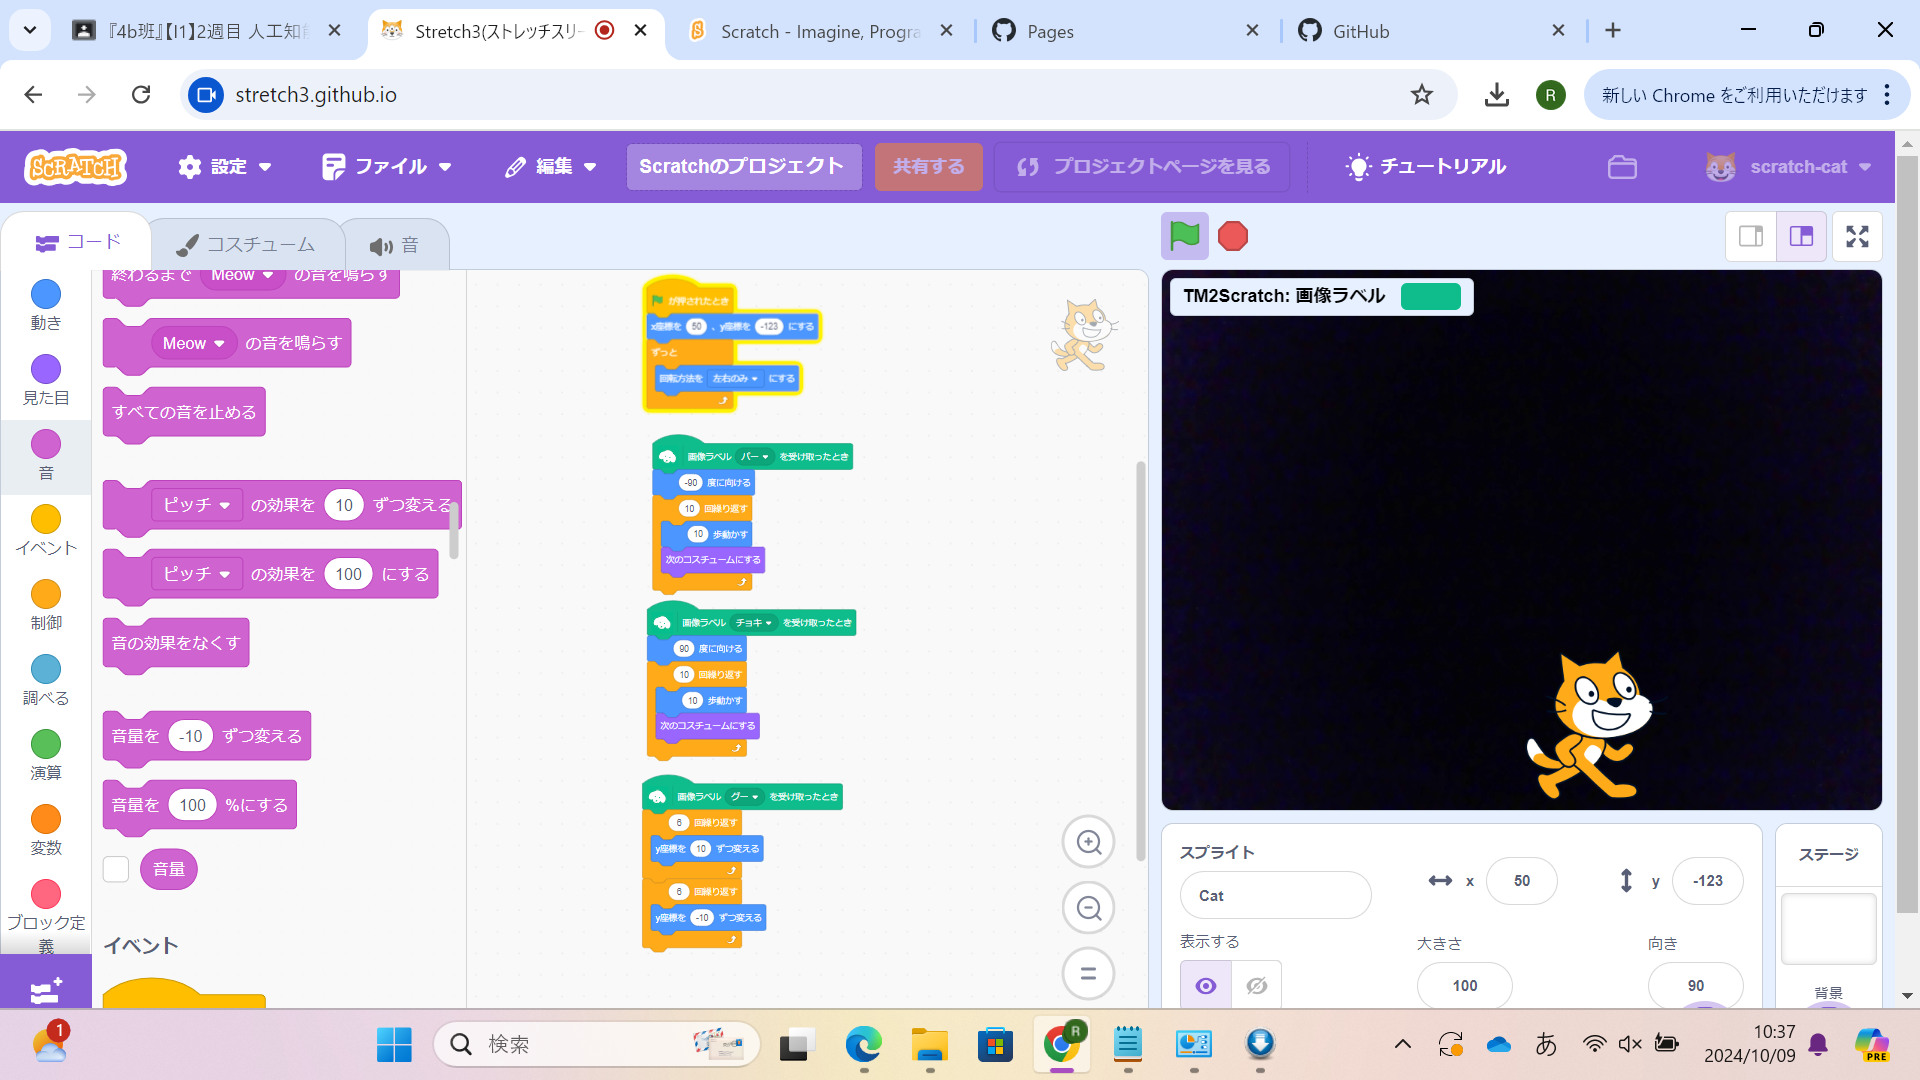 『4b班』【I1】2週目 人工知能
Stretch3(ストレッチスリー
Scratch - Imagine, Progra
Pages
GitHub
stretch3.github.io
R
新しい Chrome をご利用いただけます
SCRATCH
設定
ファイル
編集
Scratchのプロジェクト
共有する
プロジェクトページを見る
チュートリアル
scratch-cat
コード
コスチューム
音
動き
見た目
音
イベント
制御
調べる
演算
変数
ブロック定義
終わるまで Meow の音を鳴らす
Meow の音を鳴らす
すべての音を止める
ピッチ の効果を 10 ずつ変える
ピッチ の効果を 100 にする
音の効果をなくす
音量を -10 ずつ変える
音量を 100 %にする
音量
イベント
が押されたとき
x座標を 50 、y座標を -123 にする
ずっと
回転方法を 左右のみ にする
画像ラベル パー を受け取ったとき
-90 度に向ける
10 回繰り返す
10 歩動かす
次のコスチュームにする
画像ラベル チョキ を受け取ったとき
90 度に向ける
10 回繰り返す
10 歩動かす
次のコスチュームにする
画像ラベル グー を受け取ったとき
6 回繰り返す
y座標を 10 ずつ変える
6 回繰り返す
y座標を -10 ずつ変える
TM2Scratch: 画像ラベル
スプライト
Cat
x 50
y -123
表示する
大きさ
100
向き
90
ステージ
背景
1
検索
R
あ
10:37
2024/10/09
PRE